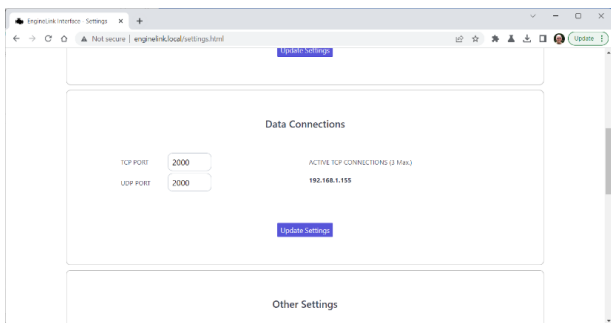 EngineLink Interface - Settings
Not secure | enginelink.local/settings.html
Update
Update Settings
Data Connections
TCP PORT 2000 ACTIVE TCP CONNECTIONS (3 Max.)
UDP PORT 2000 192.168.1.155
Update Settings
Other Settings